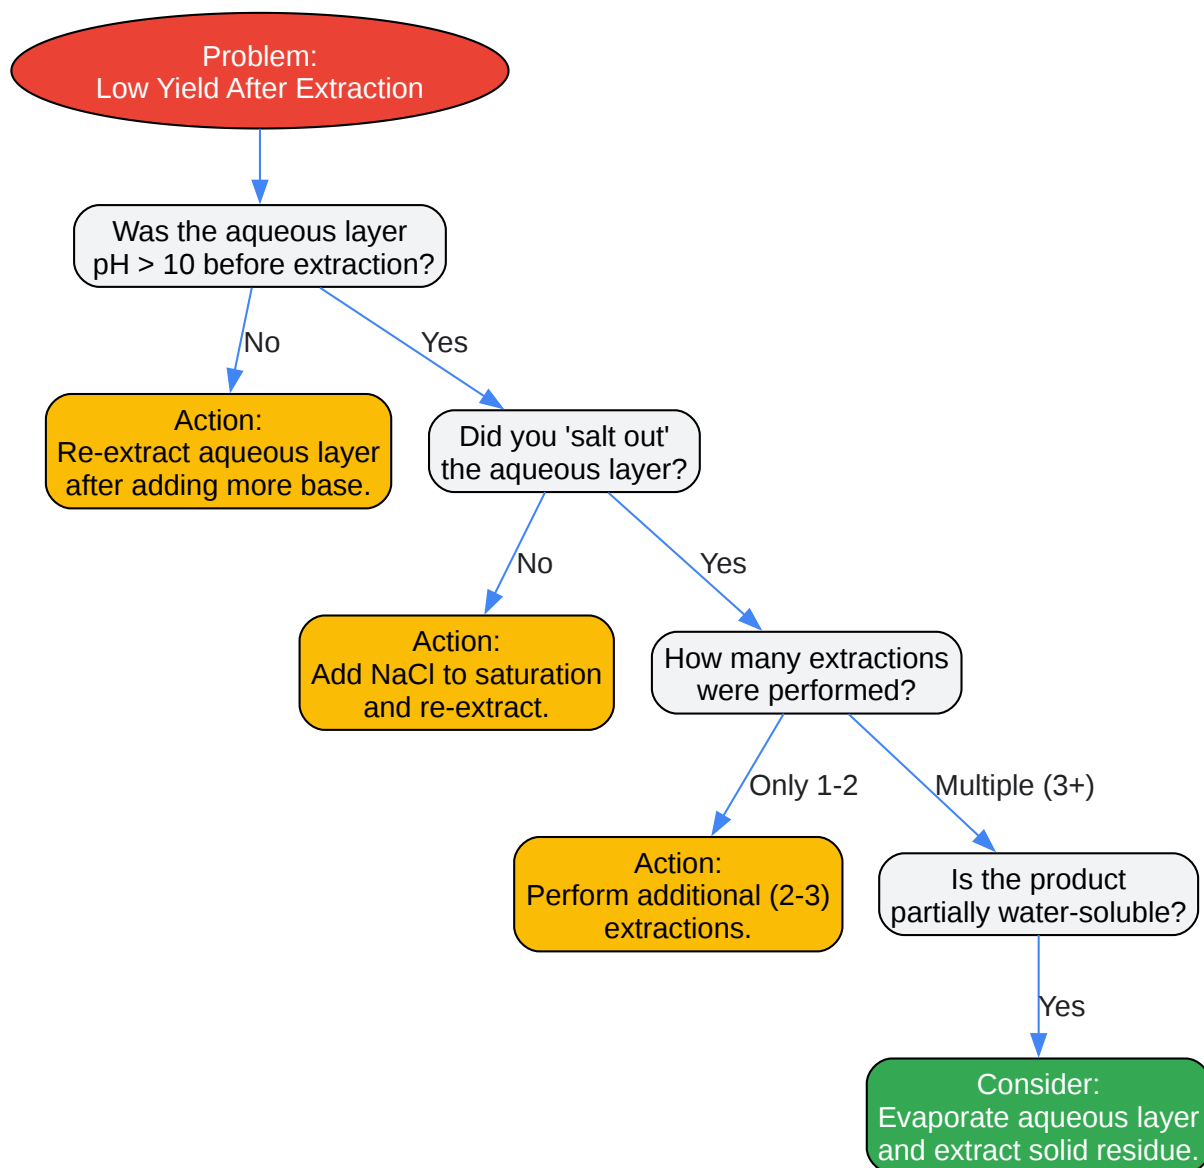 Problem:
Low Yield After Extraction
Was the aqueous layer
pH > 10 before extraction?
No
Yes
Action:
Re-extract aqueous layer
after adding more base.
Did you 'salt out'
the aqueous layer?
No
Yes
Action:
Add NaCl to saturation
and re-extract.
How many extractions
were performed?
Only 1-2
Multiple (3+)
Action:
Perform additional (2-3)
extractions.
Is the product
partially water-soluble?
Yes
Consider:
Evaporate aqueous layer
and extract solid residue.